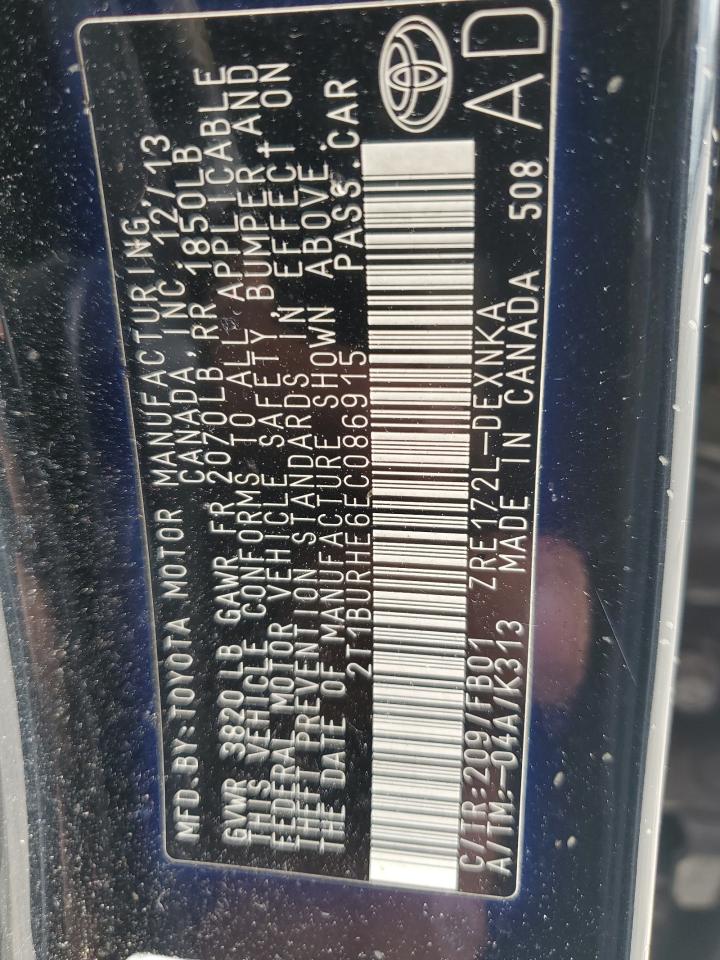 MFD.BY:TOYOTA MOTOR MANUFACTURING,
CANADA, INC. 12/13
GVWR 3820 LB GAWR FR 2070LB,RR 1850LB
THIS VEHICLE CONFORMS TO ALL APPLICABLE
FEDERAL MOTOR VEHICLE SAFETY,BUMPER AND
THEFT PREVENTION STANDARDS IN EFFECT ON
THE DATE OF MANUFACTURE SHOWN ABOVE.
2T1BURHE6EC086915 PASS.CAR
C/TR:209/FB01 ZRE172L-DEXNKA
A/TM:-04A/K313 MADE IN CANADA 508
AD